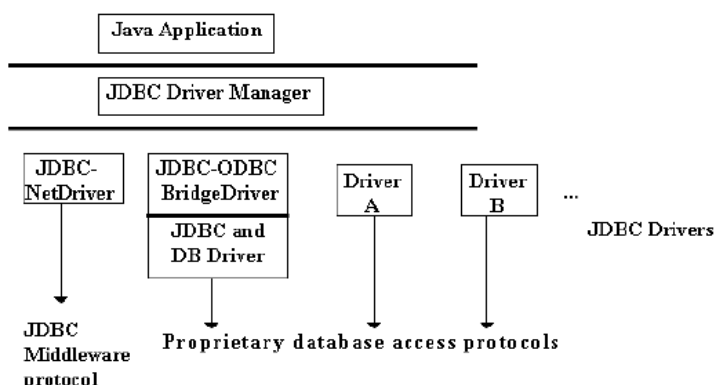 Java Application
JDBC Driver Manager
JDBC-
NetDriver
JDBC-ODBC
BridgeDriver
JDBC and
DB Driver
Driver
A
Driver
B
...
JDBC Drivers
JDBC
Middleware
protocol
Proprietary database access protocols